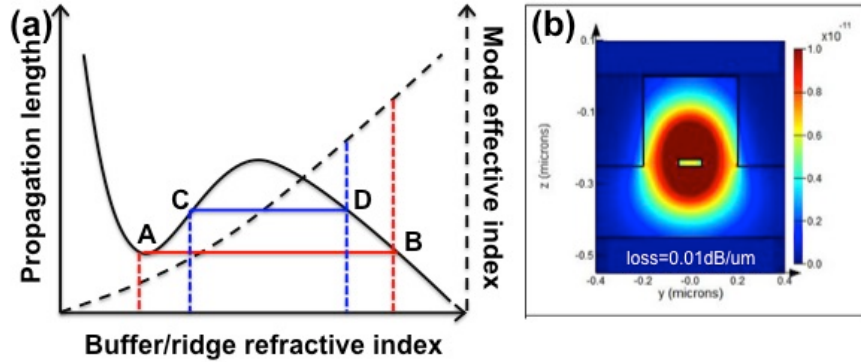 (a)
Propagation length
A
C
D
B
Mode effective index
Buffer/ridge refractive index
(b)
x10⁻¹¹
0.1
-0.1
-0.3
-0.5
z (microns)
loss=0.01dB/um
-0.4
-0.2
-0.0
0.2
0.4
y (microns)
1.0
0.8
0.6
0.4
0.2
0.0